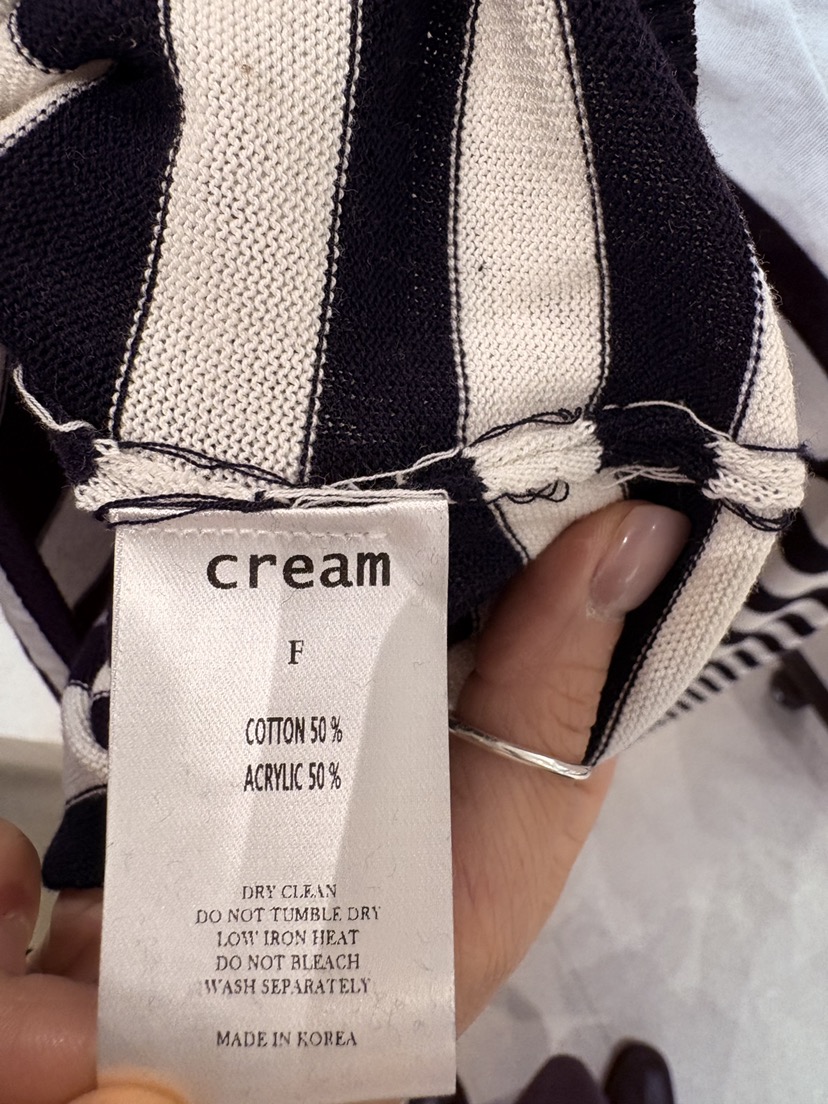 cream
F
COTTON 50 %
ACRYLIC 50 %
DRY CLEAN
DO NOT TUMBLE DRY
LOW IRON HEAT
DO NOT BLEACH
WASH SEPARATELY
MADE IN KOREA